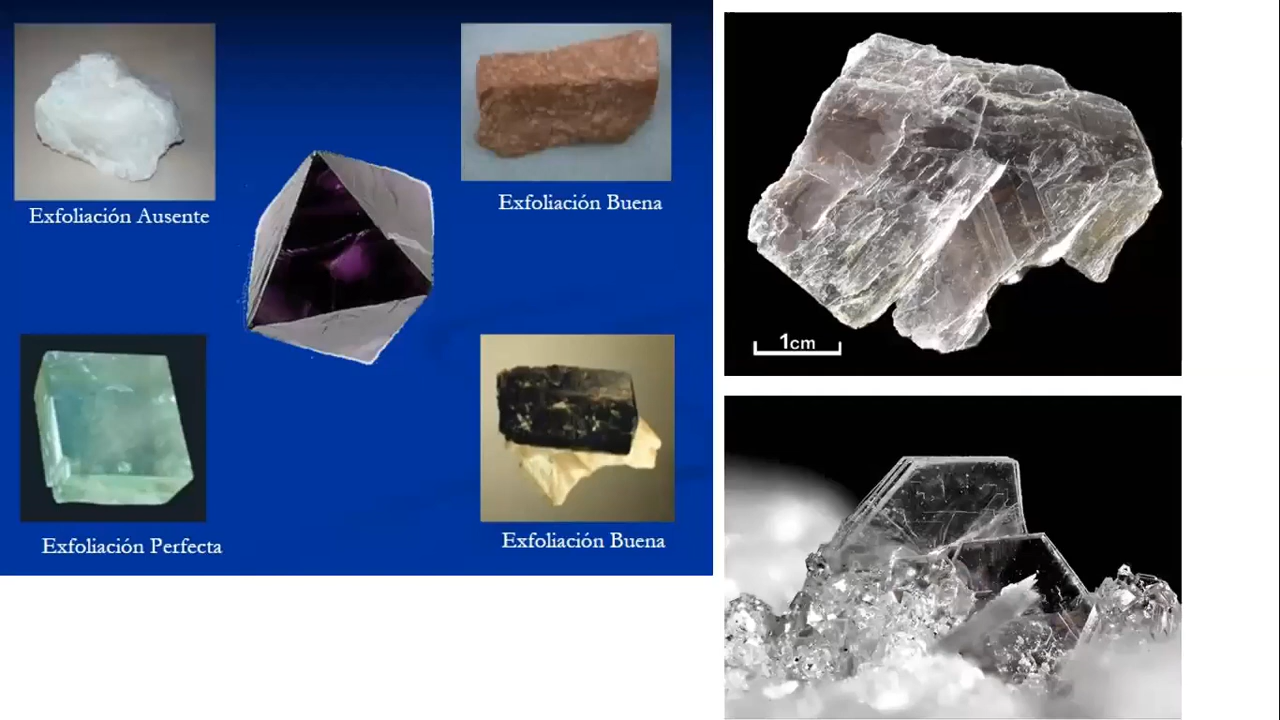 Exfoliación Ausente
Exfoliación Buena
Exfoliación Perfecta
Exfoliación Buena
1cm